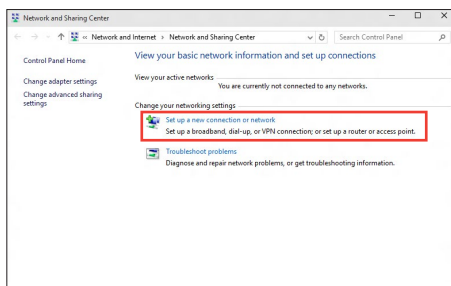 Network and Sharing Center
« Network and Internet › Network and Sharing Center
Search Control Panel
Control Panel Home
Change adapter settings
Change advanced sharing
settings
View your basic network information and set up connections
View your active networks
You are currently not connected to any networks.
Change your networking settings
Set up a new connection or network
Set up a broadband, dial-up, or VPN connection; or set up a router or access point.
Troubleshoot problems
Diagnose and repair network problems, or get troubleshooting information.